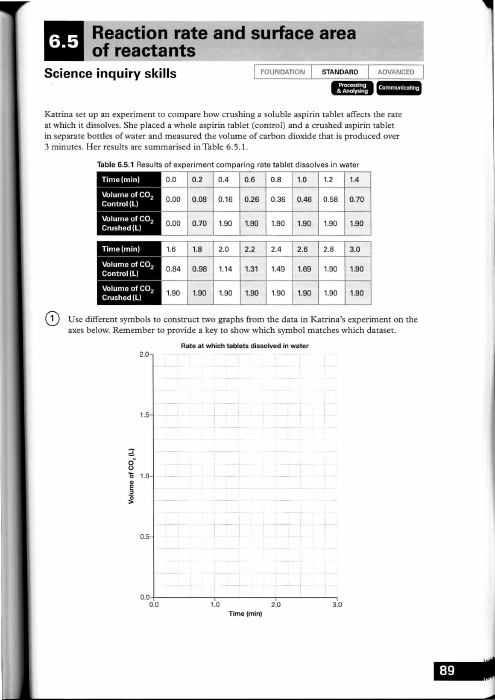 6.5
Reaction rate and surface area
of reactants
Science inquiry skills
FOUNDATION STANDARD ADVANCED
Processing
& Analysing
Communicating
Katrina set up an experiment to compare how crushing a soluble aspirin tablet affects the rate
at which it dissolves. She placed a whole aspirin tablet (control) and a crushed aspirin tablet
in separate bottles of water and measured the volume of carbon dioxide that is produced over
3 minutes. Her results are summarised in Table 6.5.1.
Table 6.5.1 Results of experiment comparing rate tablet dissolves in water
Time (min) 0.0 0.2 0.4 0.6 0.8 1.0 1.2 1.4
Volume of CO₂
Control (L) 0.00 0.08 0.16 0.26 0.36 0.46 0.58 0.70
Volume of CO₂
Crushed (L) 0.00 0.70 1.90 1.90 1.90 1.90 1.90 1.90
Time (min) 1.6 1.8 2.0 2.2 2.4 2.6 2.8 3.0
Volume of CO₂
Control (L) 0.84 0.98 1.14 1.31 1.49 1.69 1.90 1.90
Volume of CO₂
Crushed (L) 1.90 1.90 1.90 1.90 1.90 1.90 1.90 1.90
1 Use different symbols to construct two graphs from the data in Katrina's experiment on the
axes below. Remember to provide a key to show which symbol matches which dataset.
Rate at which tablets dissolved in water
2.0
1.5
Volume of CO₂ (L)
1.0
0.5
0.0
0.0 1.0 2.0 3.0
Time (min)
89